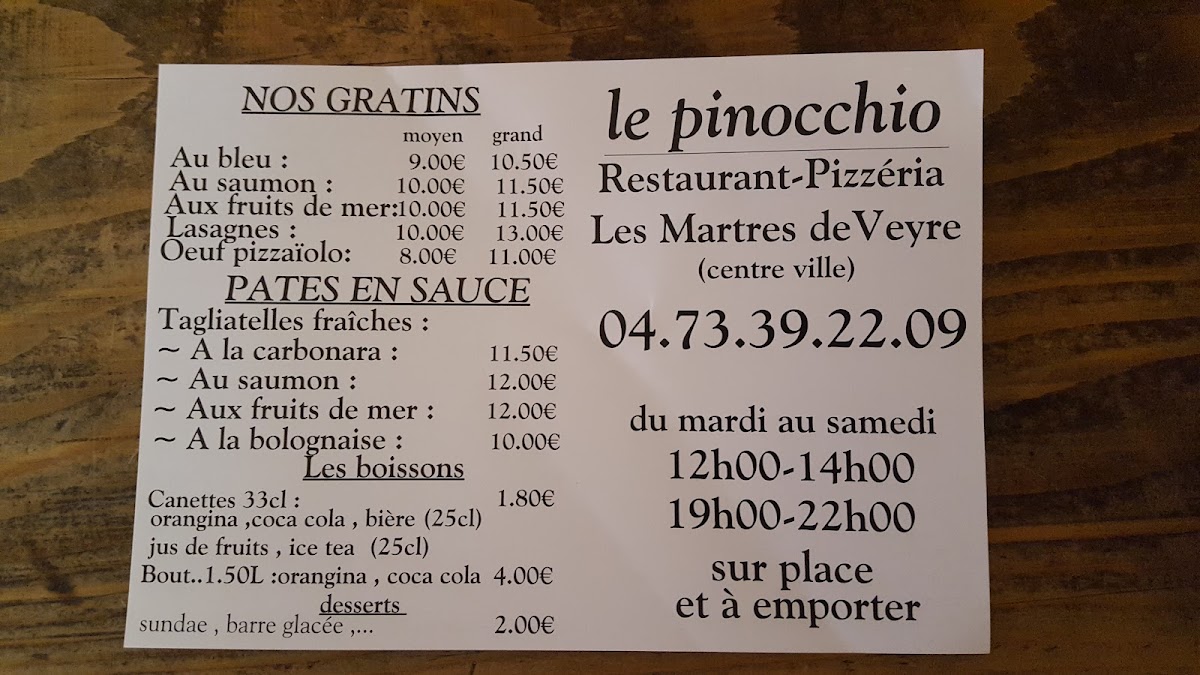 NOS GRATINS
moyen grand
Au bleu : 9.00€ 10.50€
Au saumon : 10.00€ 11.50€
Aux fruits de mer: 10.00€ 11.50€
Lasagnes : 10.00€ 13.00€
Oeuf pizzaïolo: 8.00€ 11.00€
PATES EN SAUCE
Tagliatelles fraîches :
~ A la carbonara : 11.50€
~ Au saumon : 12.00€
~ Aux fruits de mer : 12.00€
~ A la bolognaise : 10.00€
Les boissons
Canettes 33cl : 1.80€
orangina ,coca cola , bière (25cl)
jus de fruits , ice tea (25cl)
Bout..1.50L :orangina , coca cola 4.00€
desserts
sundae , barre glacée ,... 2.00€
le pinocchio
Restaurant-Pizzéria
Les Martres deVeyre
(centre ville)
04.73.39.22.09
du mardi au samedi
12h00-14h00
19h00-22h00
sur place
et à emporter